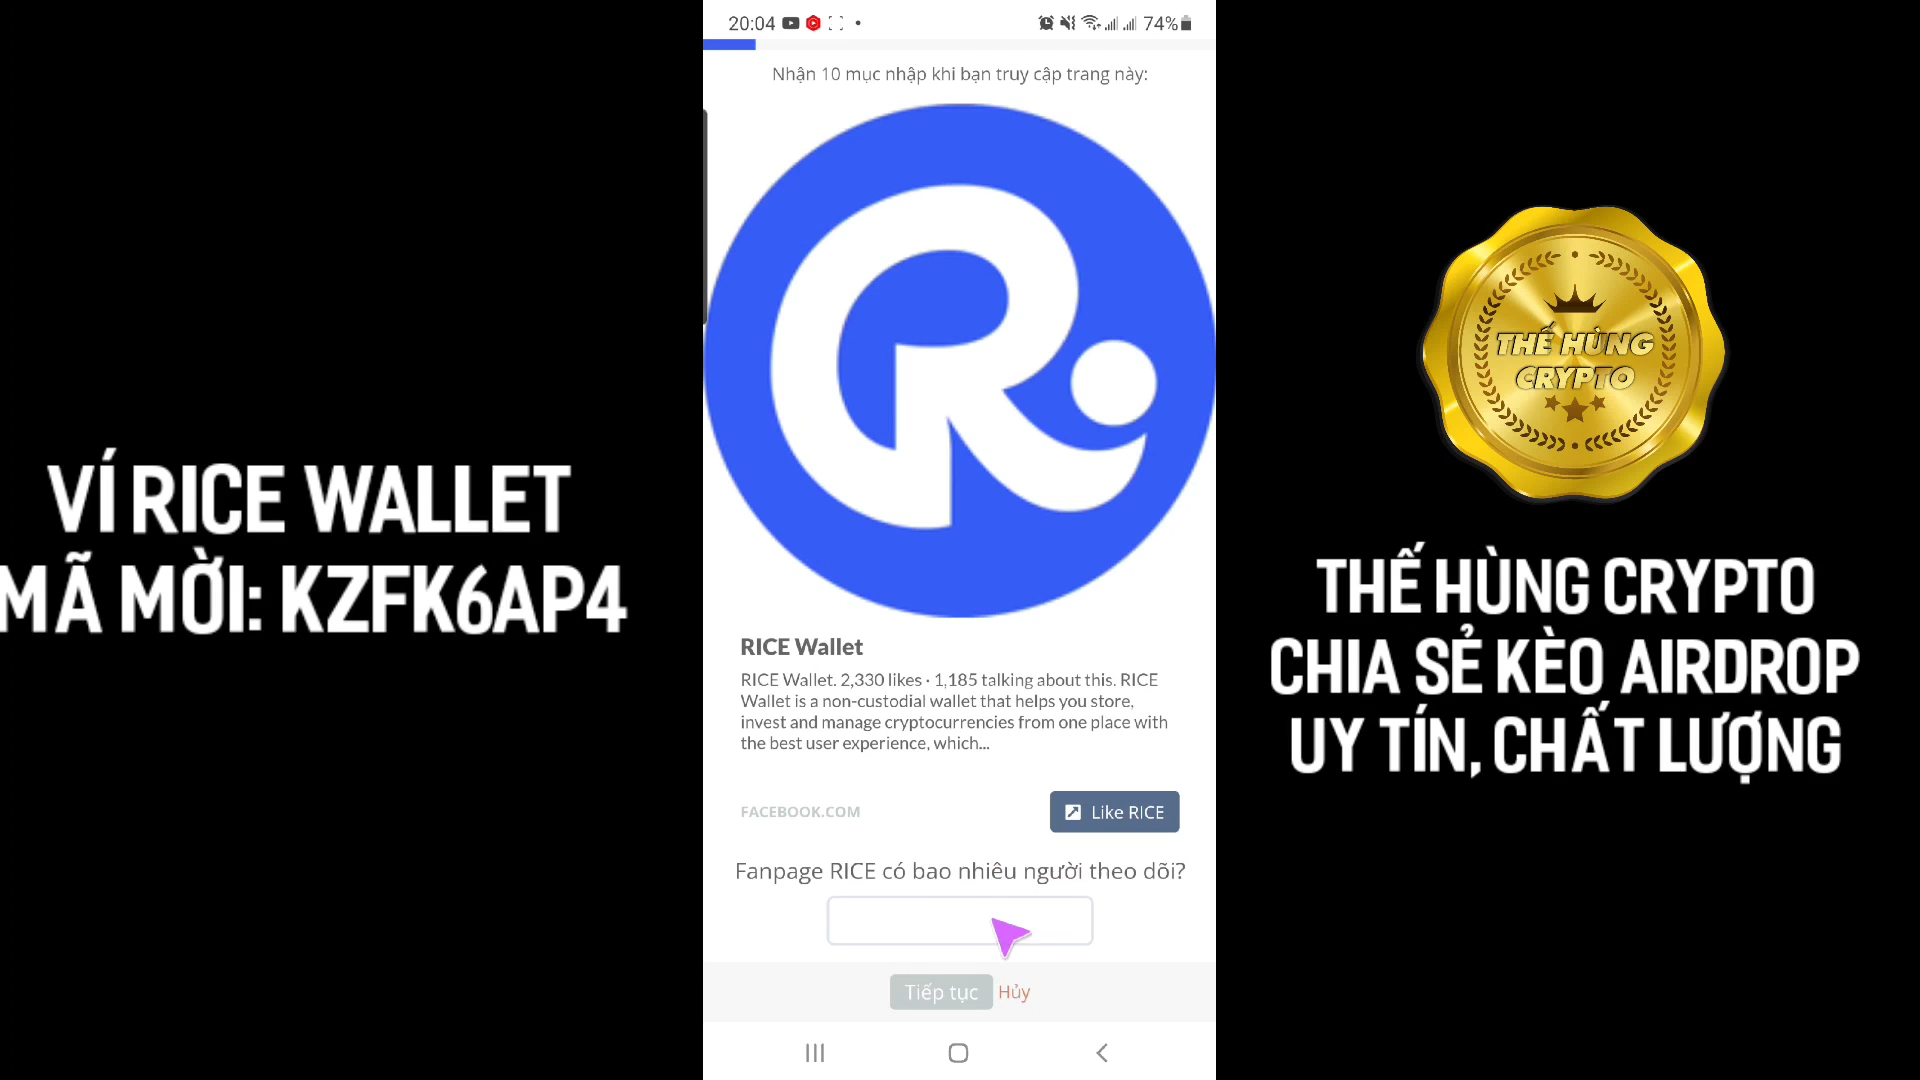 20:04
74%
Nhận 10 mục nhập khi bạn truy cập trang này:
RICE Wallet
RICE Wallet. 2,330 likes · 1,185 talking about this. RICE
Wallet is a non-custodial wallet that helps you store,
invest and manage cryptocurrencies from one place with
the best user experience, which...
FACEBOOK.COM
Like RICE
Fanpage RICE có bao nhiêu người theo dõi?
Tiếp tục Hủy
VÍ RICE WALLET
MÃ MỜI: KZFK6AP4
THẾ HÙNG
CRYPTO
THẾ HÙNG CRYPTO
CHIA SẺ KÈO AIRDROP
UY TÍN, CHẤT LƯỢNG